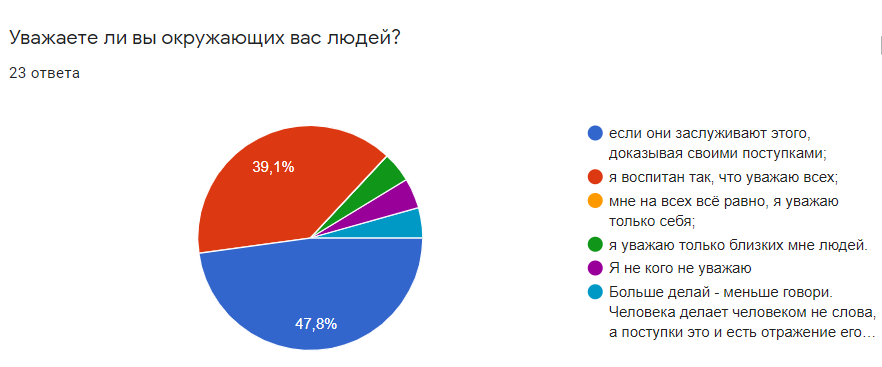 Уважаете ли вы окружающих вас людей?
23 ответа
39,1%
47,8%
если они заслуживают этого,
доказывая своими поступками;
я воспитан так, что уважаю всех;
мне на всех всё равно, я уважаю
только себя;
я уважаю только близких мне людей.
Я не кого не уважаю
Больше делай - меньше говори.
Человека делает человеком не слова,
а поступки это и есть отражение его…